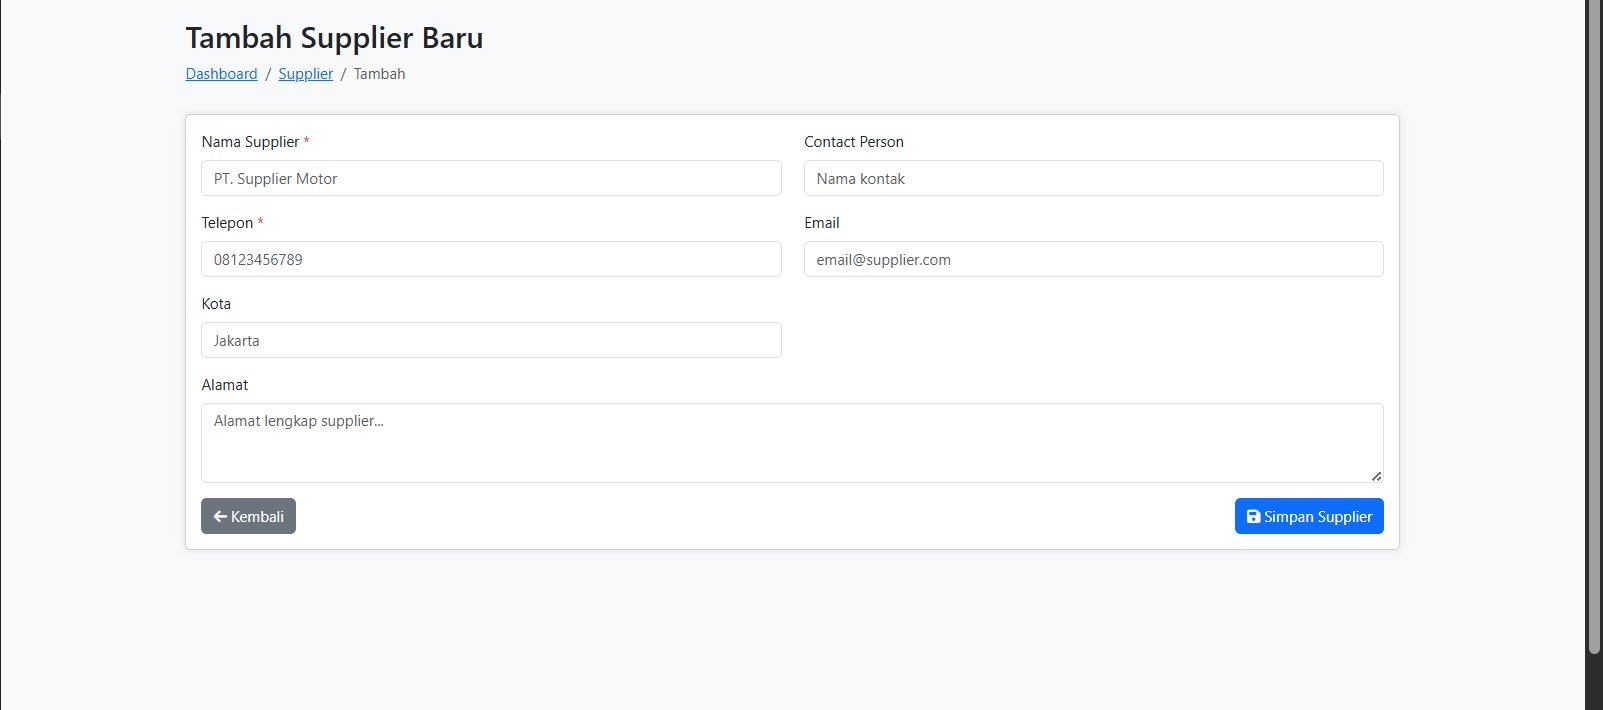 Tambah Supplier Baru
Dashboard / Supplier / Tambah
Nama Supplier *
PT. Supplier Motor
Contact Person
Nama kontak
Telepon *
08123456789
Email
email@supplier.com
Kota
Jakarta
Alamat
Alamat lengkap supplier...
Kembali
Simpan Supplier